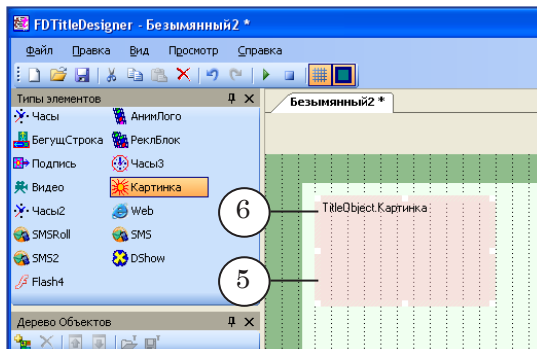 FDTitleDesigner - Безымянный2 *
Файл Правка Вид Просмотр Справка
Типы элементов
Безымянный2 *
Часы АнимЛого
БегущСтрока РеклБлок
Подпись Часы3
Видео Картинка
Часы2 Web
SMSRoll SMS
SMS2 DShow
Flash4
6
TitleObject.Картинка
5
Дерево Объектов